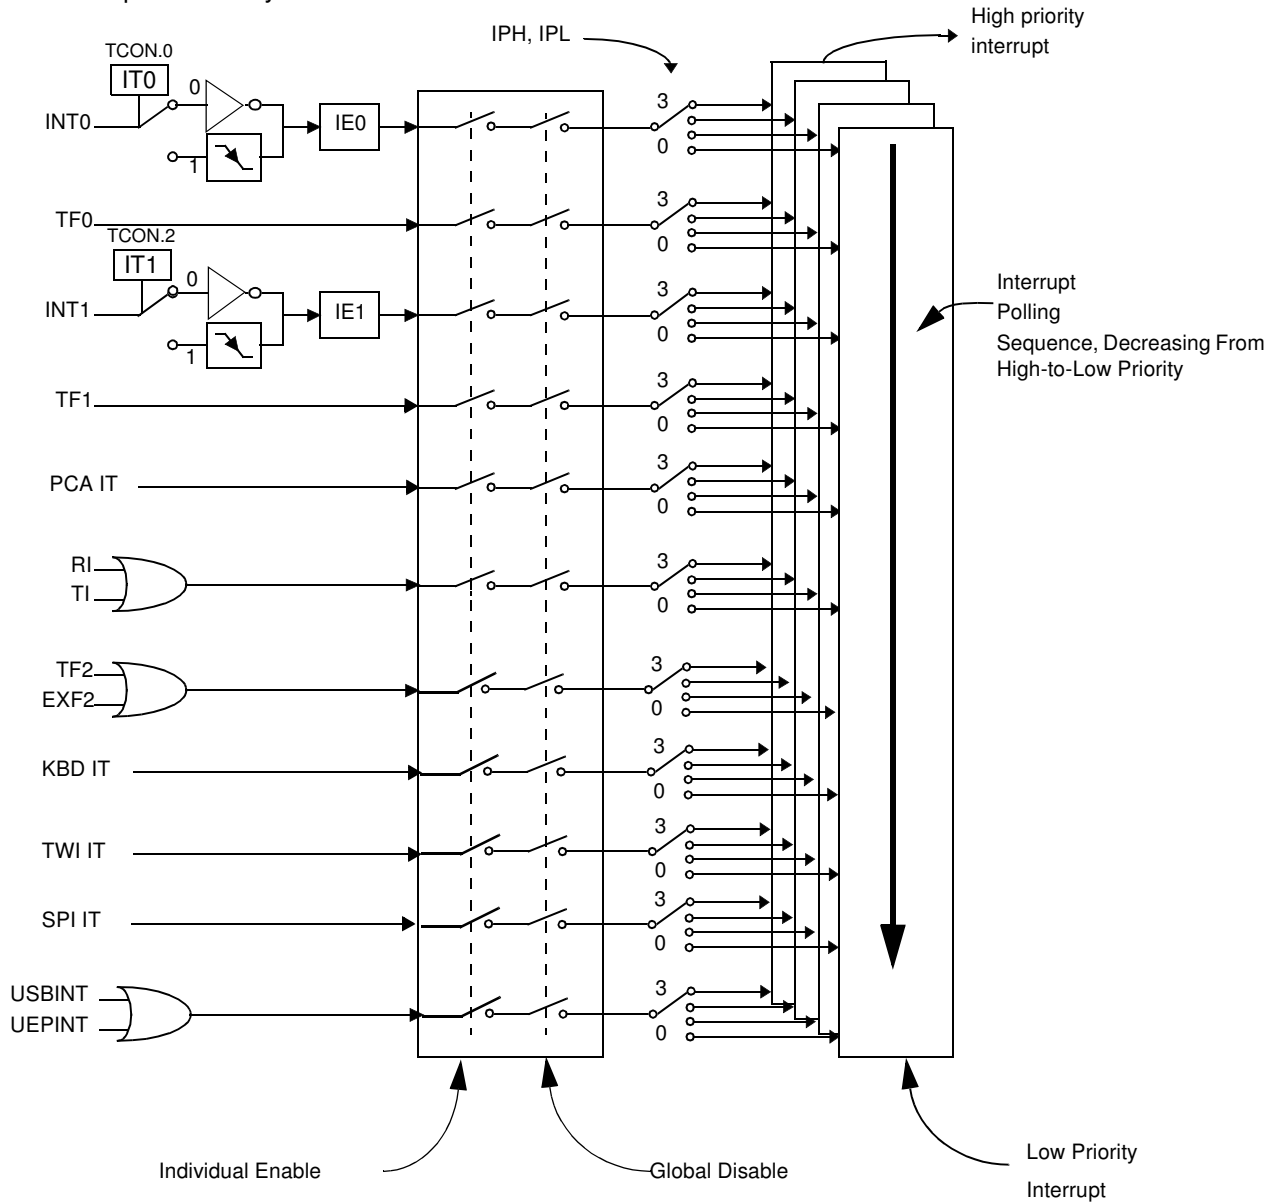 High priority
interrupt
IPH, IPL
TCON.0
IT0
0
INT0
1
IE0
3
0
TF0
3
0
TCON.2
IT1
0
INT1
1
IE1
3
0
Interrupt
Polling
Sequence, Decreasing From
High-to-Low Priority
TF1
3
0
PCA IT
3
0
RI
TI
3
0
TF2
EXF2
3
0
KBD IT
3
0
TWI IT
3
0
SPI IT
3
0
USBINT
UEPINT
3
0
Individual Enable
Global Disable
Low Priority
Interrupt